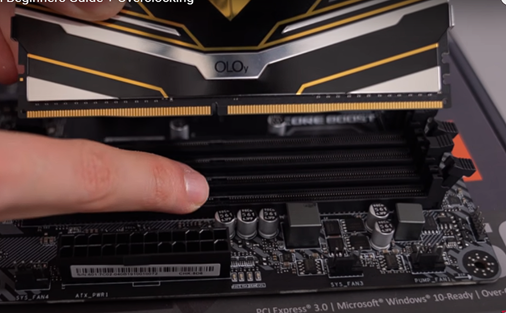 Beginners Guide + Overclocking
OLOy
CORE BOOST
SYS_FAN4
ATX_PWR1
SYS_FAN3
PUMP_FAN1
PCI Express® 3.0 | Microsoft® Windows® 10-Ready | Over-